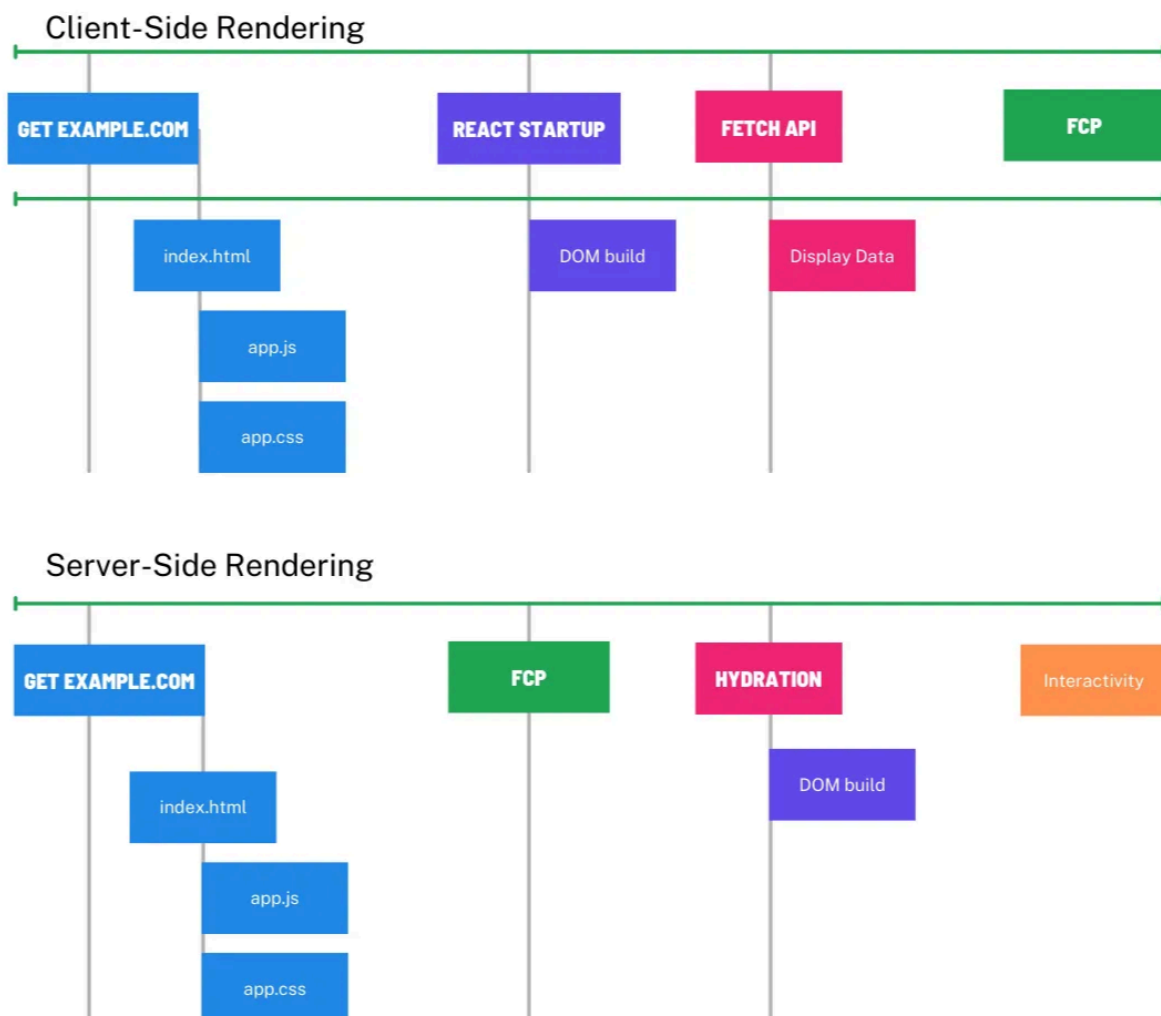 Client-Side Rendering
GET EXAMPLE.COM
REACT STARTUP
FETCH API
FCP
index.html
DOM build
Display Data
app.js
app.css
Server-Side Rendering
GET EXAMPLE.COM
FCP
HYDRATION
Interactivity
DOM build
index.html
app.js
app.css